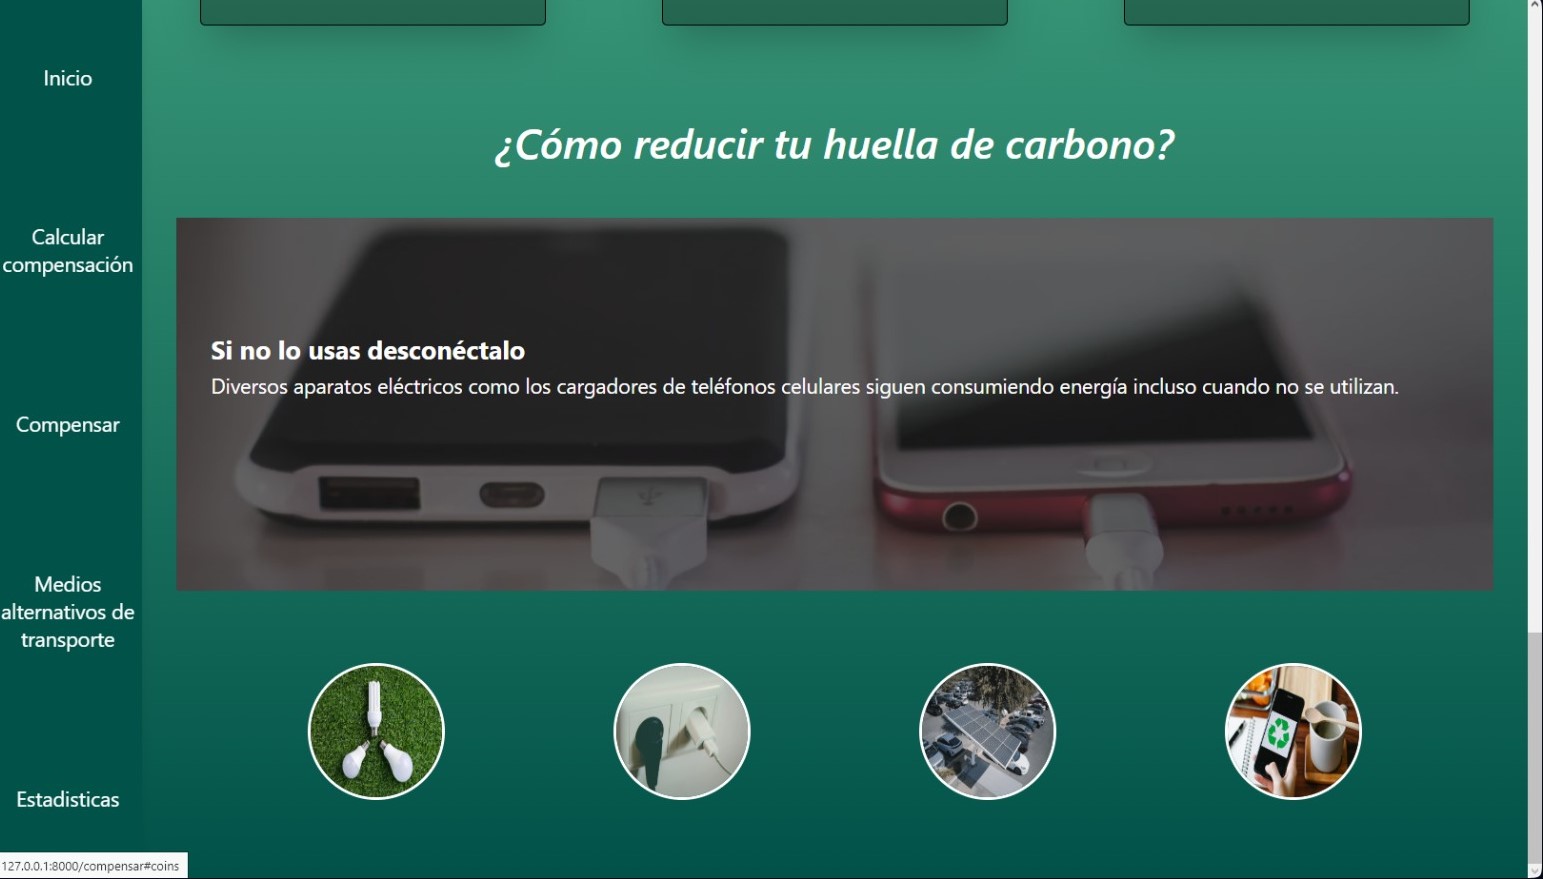 Inicio
Calcular
compensación
Compensar
Medios
alternativos de
transporte
Estadisticas
¿Cómo reducir tu huella de carbono?
Si no lo usas desconéctalo
Diversos aparatos eléctricos como los cargadores de teléfonos celulares siguen consumiendo energía incluso cuando no se utilizan.
127.0.0.1:8000/compensar#coins